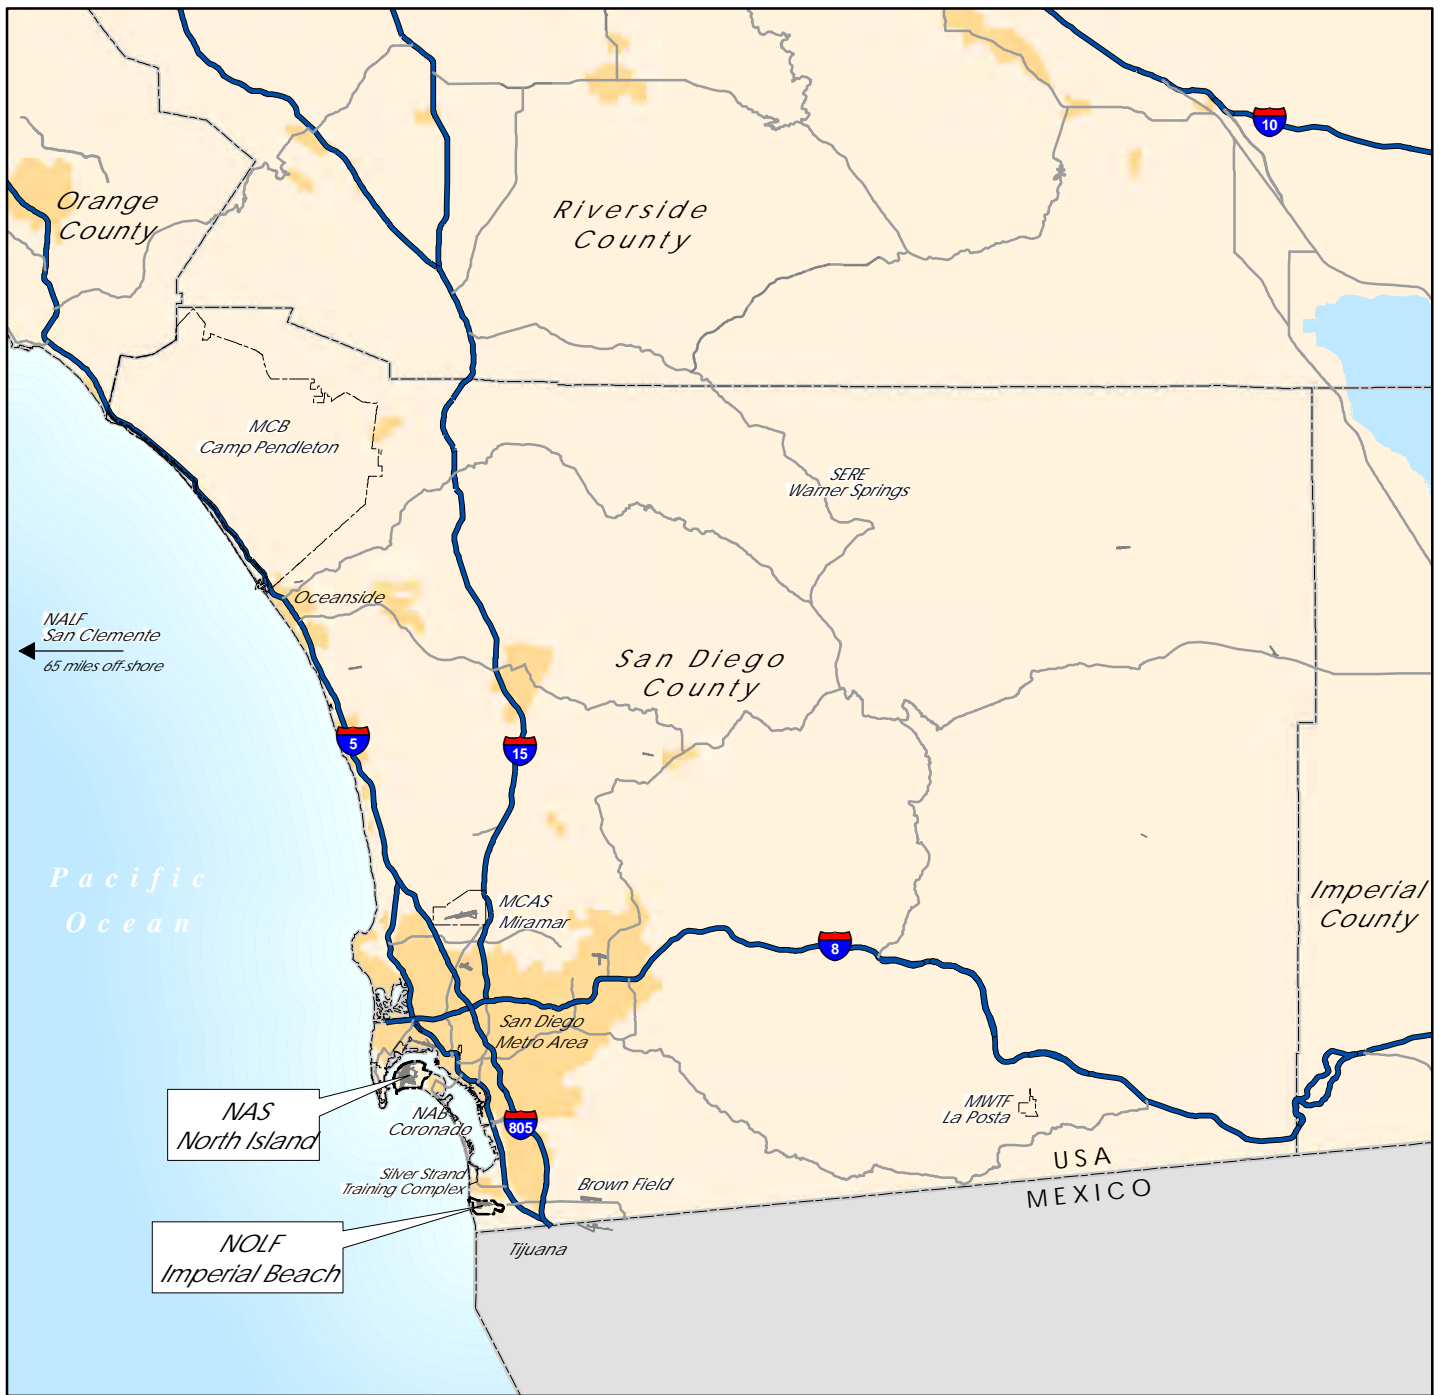 10
Orange
County
Riverside
County
MCB
Camp Pendleton
SERE
Warner Springs
Oceanside
NALF
San Clemente
65 miles off-shore
San Diego
County
5
15
Pacific
Ocean
MCAS
Miramar
Imperial
County
8
San Diego
Metro Area
NAS
North Island
NAB
Coronado
805
MWTF
La Posta
USA
MEXICO
Silver Strand
Training Complex
Brown Field
NOLF
Imperial Beach
Tijuana